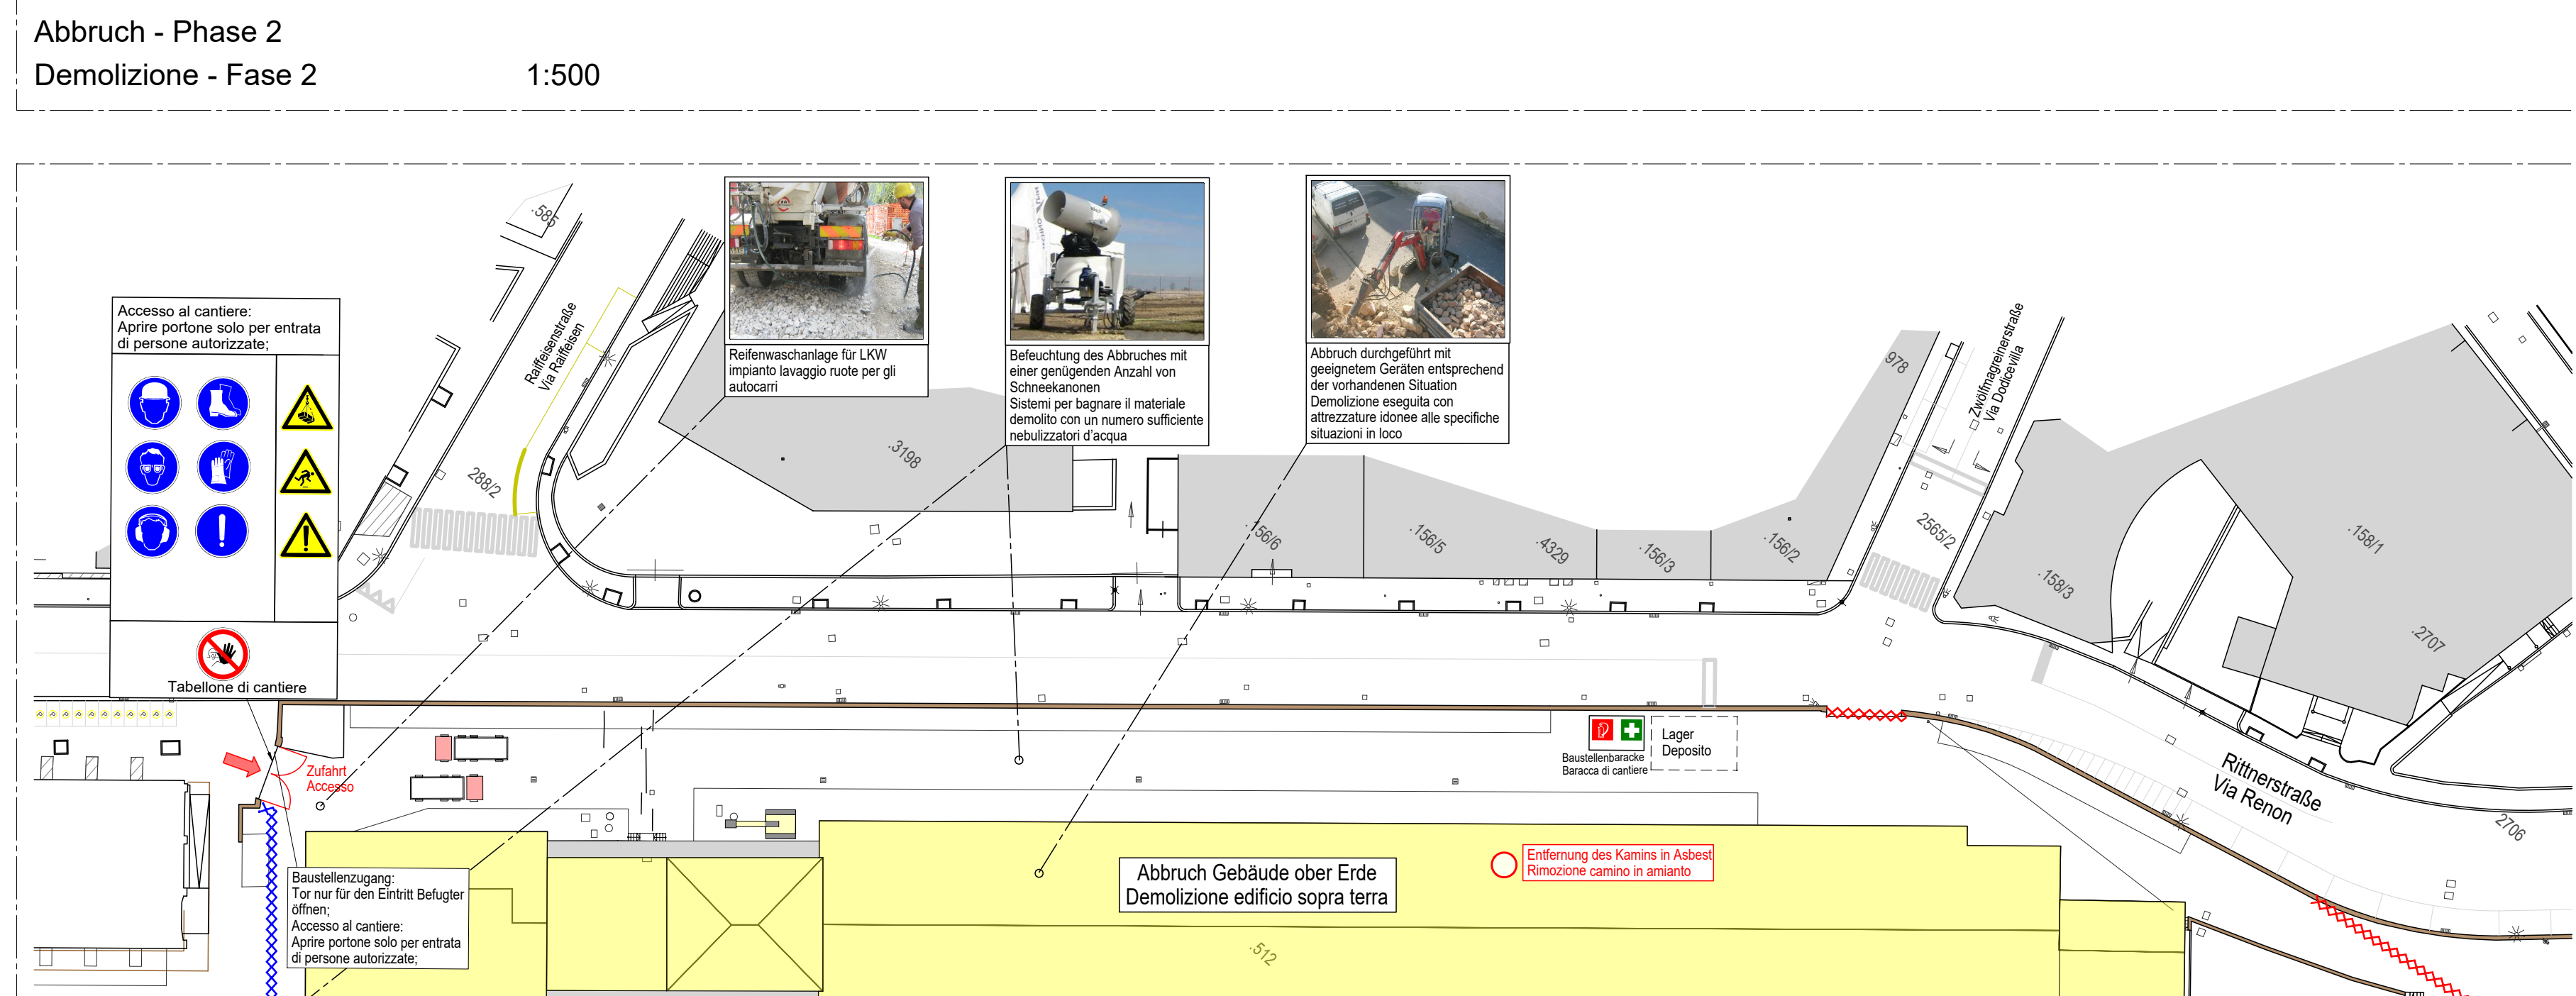 Abbruch - Phase 2
Demolizione - Fase 2
1:500
Accesso al cantiere:
Aprire portone solo per entrata
di persone autorizzate;
Tabellone di cantiere
Reifenwaschanlage für LKW
impianto lavaggio ruote per gli
autocarri
Befeuchtung des Abbruches mit
einer genügenden Anzahl von
Schneekanonen
Sistemi per bagnare il materiale
demolito con un numero sufficiente
nebulizzatori d'acqua
Abbruch durchgeführt mit
geeignetem Geräten entsprechend
der vorhandenen Situation
Demolizione eseguita con
attrezzature idonee alle specifiche
situazioni in loco
.585
Raiffeisenstraße
Via Raiffeisen
288/2
.3198
.156/6
.156/5
.4329
.156/3
.156/2
978
Zwölfmagreinerstraße
Via Dodiceville
2565/2
.158/3
.158/1
.2707
Rittnerstraße
Via Renon
2706
Zufahrt
Accesso
Baustellenbaracke
Baracca di cantiere
Lager
Deposito
Baustellenzugang:
Tor nur für den Eintritt Befugter
öffnen;
Accesso al cantiere:
Aprire portone solo per entrata
di persone autorizzate;
Abbruch Gebäude ober Erde
Demolizione edificio sopra terra
Entfernung des Kamins in Asbest
Rimozione camino in amianto
.512